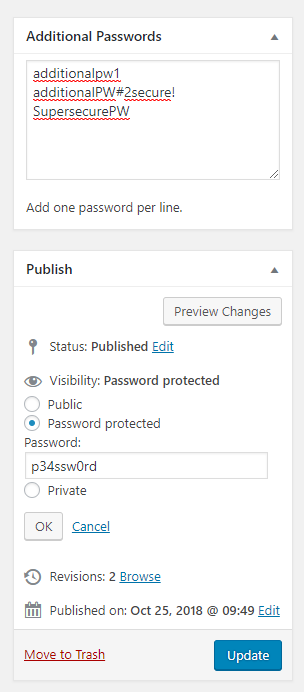 Additional Passwords
additionalpw1
additionalPW#2secure!
SupersecurePW
Add one password per line.
Publish
Preview Changes
Status: Published Edit
Visibility: Password protected
Public
Password protected
Password:
p34ssw0rd
Private
OK Cancel
Revisions: 2 Browse
Published on: Oct 25, 2018 @ 09:49 Edit
Move to Trash Update